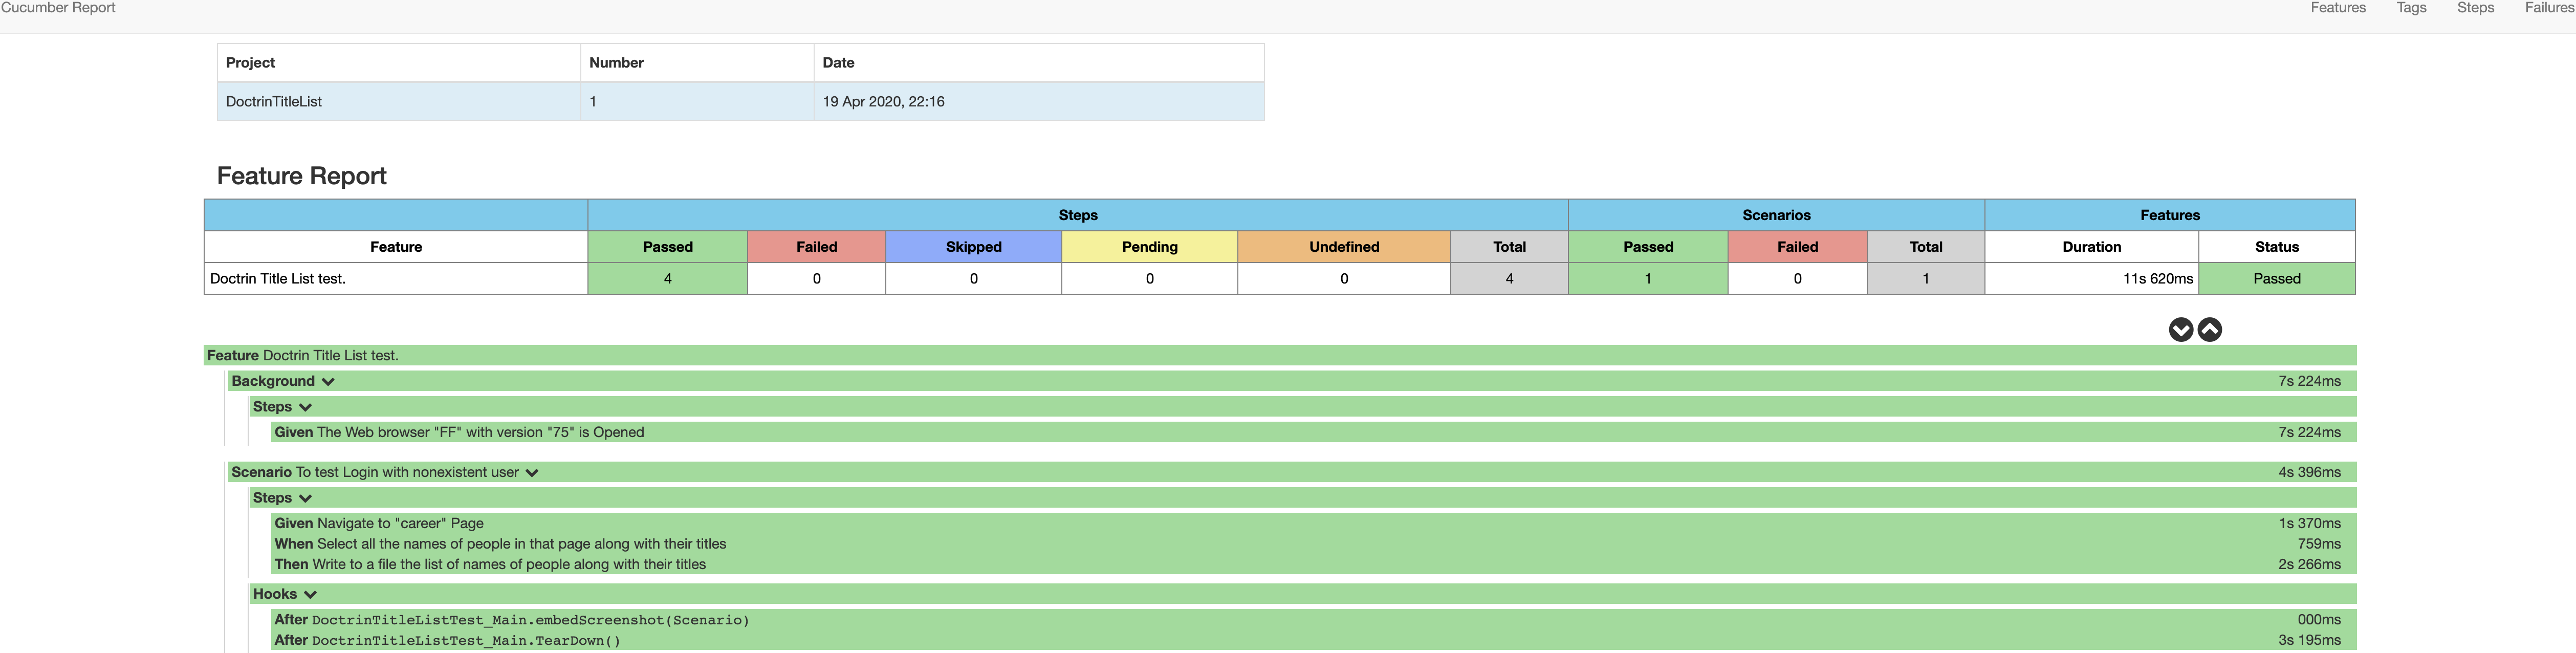 Cucumber Report Features Tags Steps Failures
Project Number Date
DoctrinTitleList 1 19 Apr 2020, 22:16
Feature Report
Steps Scenarios Features
Feature Passed Failed Skipped Pending Undefined Total Passed Failed Total Duration Status
Doctrin Title List test. 4 0 0 0 0 4 1 0 1 11s 620ms Passed
Feature Doctrin Title List test.
Background 7s 224ms
Steps
Given The Web browser "FF" with version "75" is Opened 7s 224ms
Scenario To test Login with nonexistent user 4s 396ms
Steps
Given Navigate to "career" Page 1s 370ms
When Select all the names of people in that page along with their titles 759ms
Then Write to a file the list of names of people along with their titles 2s 266ms
Hooks
After DoctrinTitleListTest_Main.embedScreenshot(Scenario) 000ms
After DoctrinTitleListTest_Main.TearDown() 3s 195ms